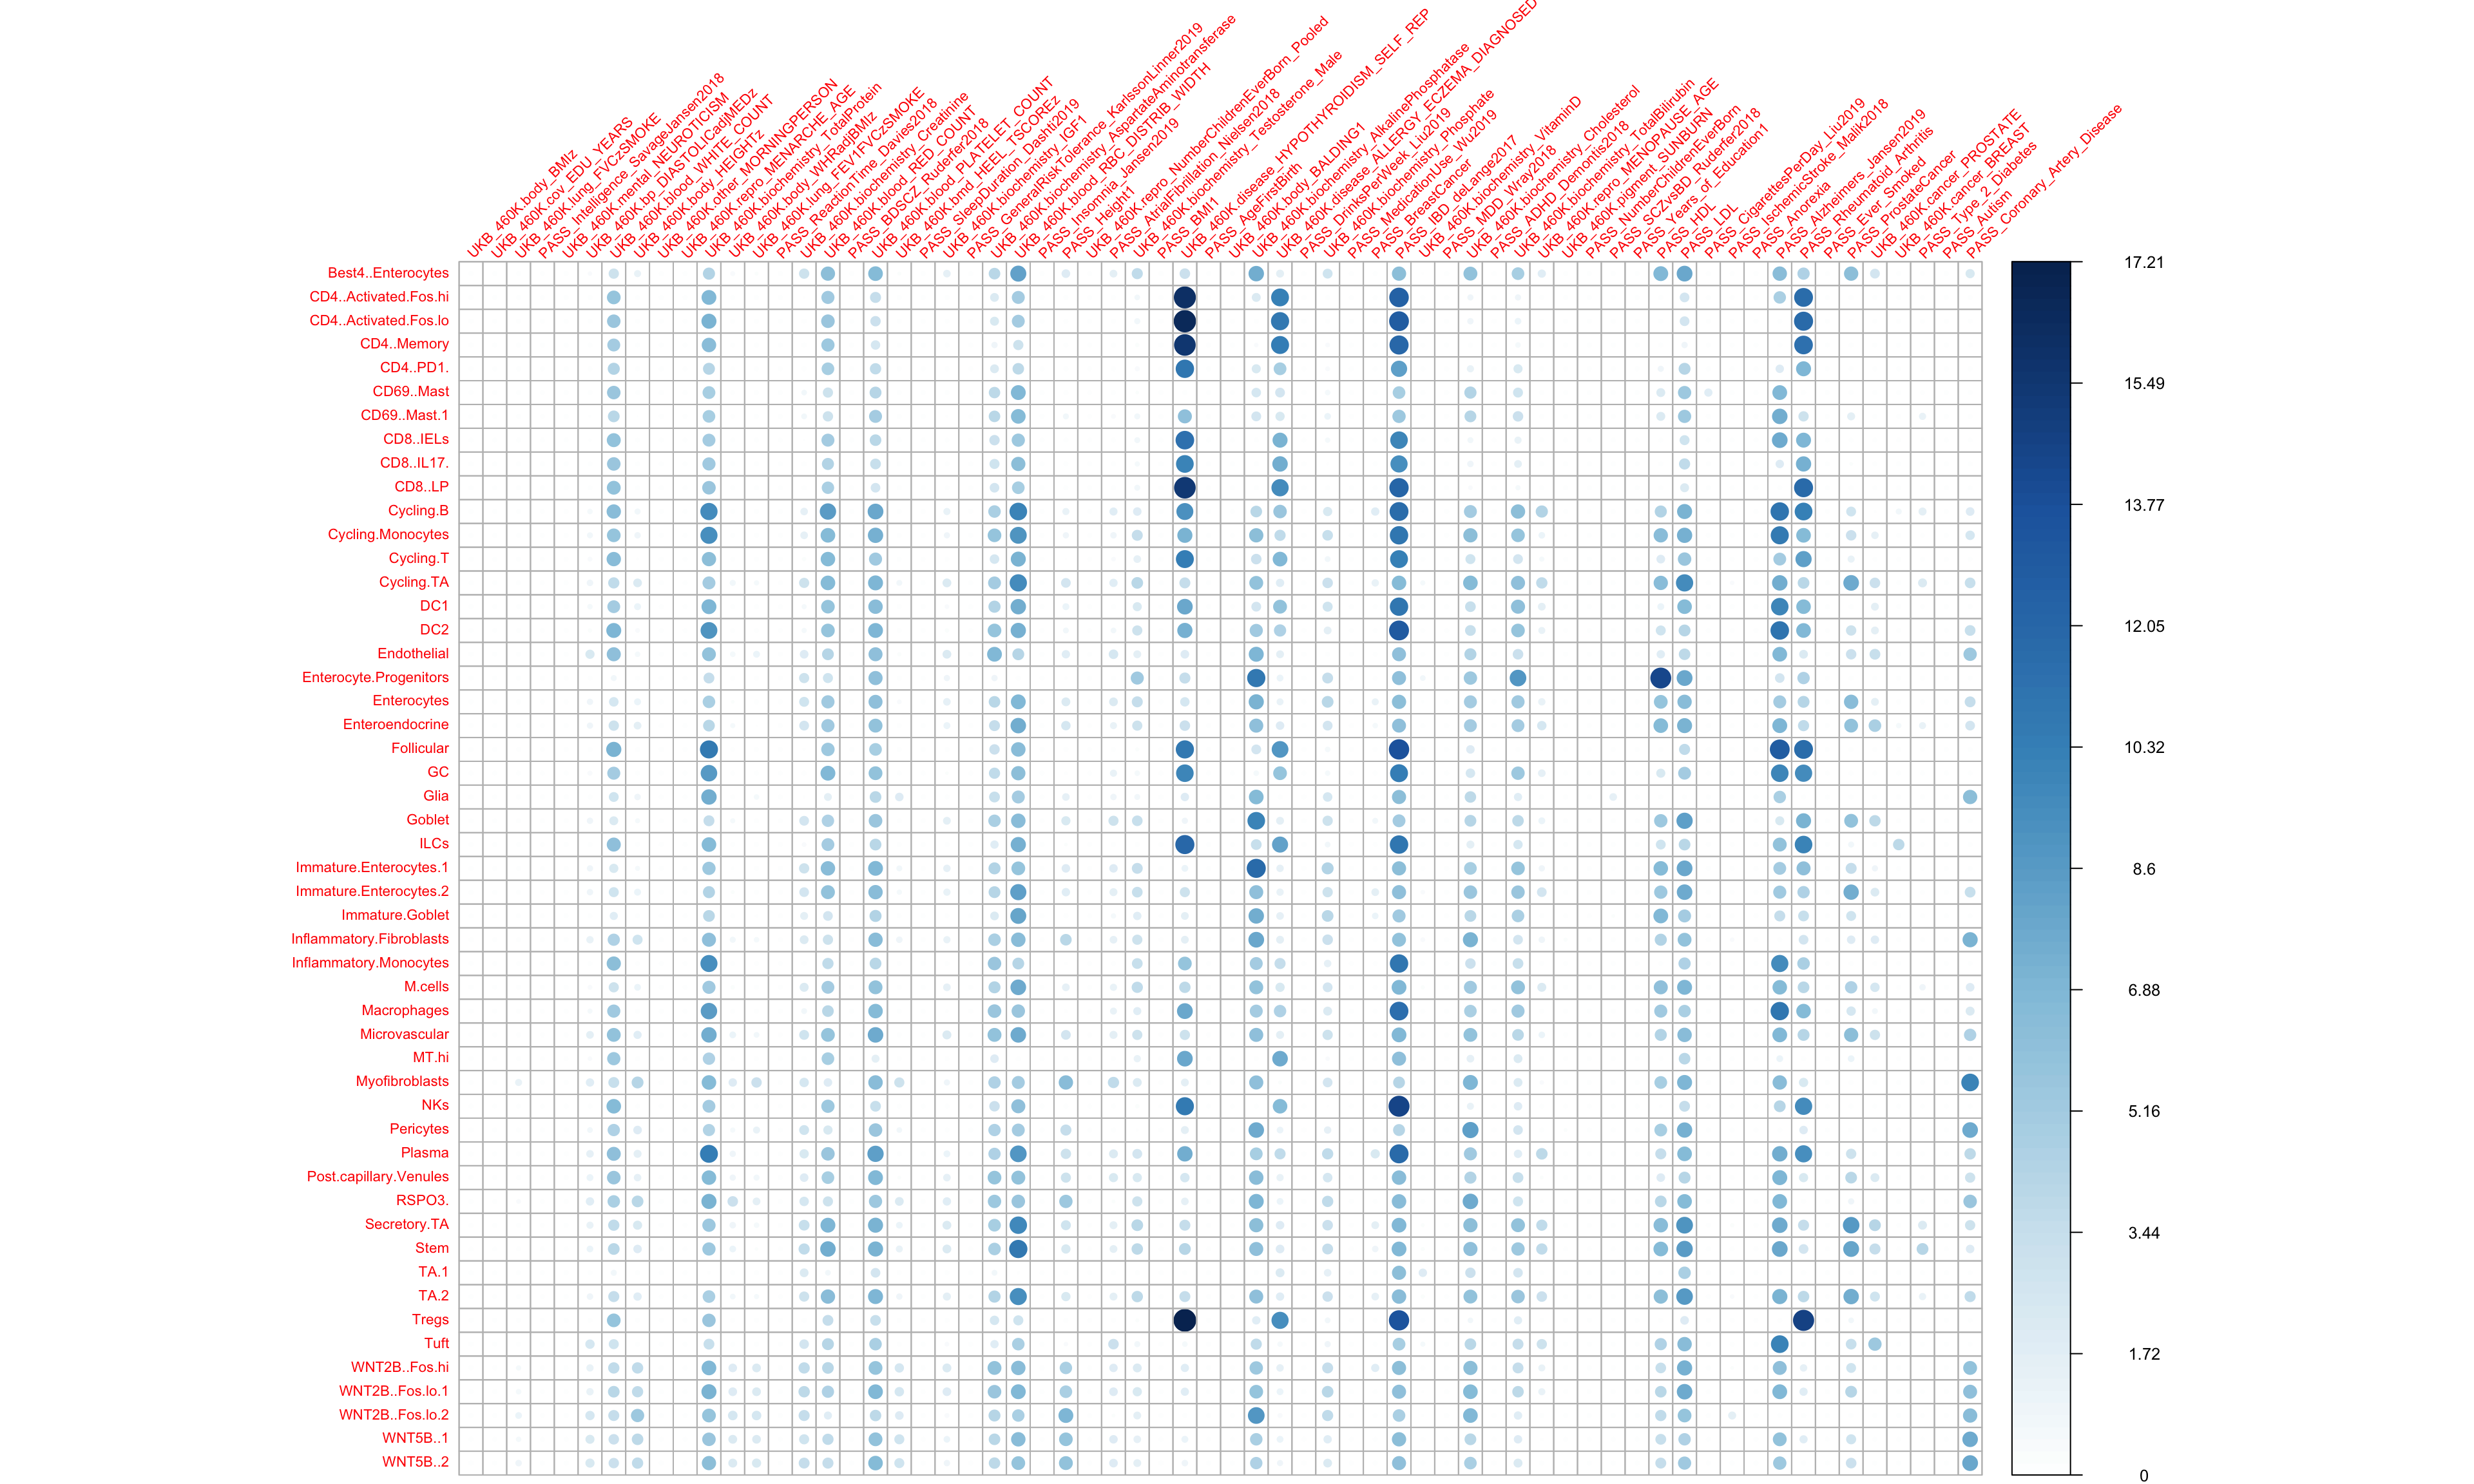 UKB_460K.body_BMIz
UKB_460K.cov_EDU_YEARS
UKB_460K.lung_FVCzSMOKE
PASS_Intelligence_SavageJansen2018
UKB_460K.mental_NEUROTICISM
UKB_460K.bp_DIASTOLICadjMEDz
UKB_460K.blood_WHITE_COUNT
UKB_460K.body_HEIGHTz
UKB_460K.other_MORNINGPERSON
UKB_460K.repro_MENARCHE_AGE
UKB_460K.biochemistry_TotalProtein
UKB_460K.body_WHRadjBMIz
UKB_460K.lung_FEV1FVCzSMOKE
PASS_ReactionTime_Davies2018
UKB_460K.biochemistry_Creatinine
UKB_460K.blood_RED_COUNT
PASS_BDSCZ_Ruderfer2018
UKB_460K.blood_PLATELET_COUNT
UKB_460K.bmd_HEEL_TSCOREz
PASS_SleepDuration_Dashti2019
UKB_460K.biochemistry_IGF1
PASS_GeneralRiskTolerance_KarlssonLinner2019
UKB_460K.biochemistry_AspartateAminotransferase
UKB_460K.blood_RBC_DISTRIB_WIDTH
PASS_Insomnia_Jansen2019
PASS_Height1
UKB_460K.repro_NumberChildrenEverBorn_Pooled
PASS_AtrialFibrillation_Nielsen2018
UKB_460K.biochemistry_Testosterone_Male
PASS_BMI1
UKB_460K.disease_HYPOTHYROIDISM_SELF_REP
PASS_AgeFirstBirth
UKB_460K.body_BALDING1
UKB_460K.biochemistry_AlkalinePhosphatase
UKB_460K.disease_ALLERGY_ECZEMA_DIAGNOSED
PASS_DrinksPerWeek_Liu2019
UKB_460K.biochemistry_Phosphate
PASS_MedicationUse_Wu2019
PASS_BreastCancer
PASS_IBD_deLange2017
UKB_460K.biochemistry_VitaminD
PASS_MDD_Wray2018
UKB_460K.biochemistry_Cholesterol
PASS_ADHD_Demontis2018
UKB_460K.biochemistry_TotalBilirubin
UKB_460K.repro_MENOPAUSE_AGE
UKB_460K.pigment_SUNBURN
PASS_NumberChildrenEverBorn
PASS_SCZvsBD_Ruderfer2018
PASS_Years_of_Education1
PASS_HDL
PASS_LDL
PASS_CigarettesPerDay_Liu2019
PASS_IschemicStroke_Malik2018
PASS_Anorexia
PASS_Alzheimers_Jansen2019
PASS_Rheumatoid_Arthritis
PASS_Ever_Smoked
PASS_ProstateCancer
UKB_460K.cancer_PROSTATE
UKB_460K.cancer_BREAST
PASS_Type_2_Diabetes
PASS_Autism
PASS_Coronary_Artery_Disease
Best4..Enterocytes
CD4..Activated.Fos.hi
CD4..Activated.Fos.lo
CD4..Memory
CD4..PD1.
CD69..Mast
CD69..Mast.1
CD8..IELs
CD8..IL17.
CD8..LP
Cycling.B
Cycling.Monocytes
Cycling.T
Cycling.TA
DC1
DC2
Endothelial
Enterocyte.Progenitors
Enterocytes
Enteroendocrine
Follicular
GC
Glia
Goblet
ILCs
Immature.Enterocytes.1
Immature.Enterocytes.2
Immature.Goblet
Inflammatory.Fibroblasts
Inflammatory.Monocytes
M.cells
Macrophages
Microvascular
MT.hi
Myofibroblasts
NKs
Pericytes
Plasma
Post.capillary.Venules
RSPO3.
Secretory.TA
Stem
TA.1
TA.2
Tregs
Tuft
WNT2B..Fos.hi
WNT2B..Fos.lo.1
WNT2B..Fos.lo.2
WNT5B..1
WNT5B..2
17.21
15.49
13.77
12.05
10.32
8.6
6.88
5.16
3.44
1.72
0